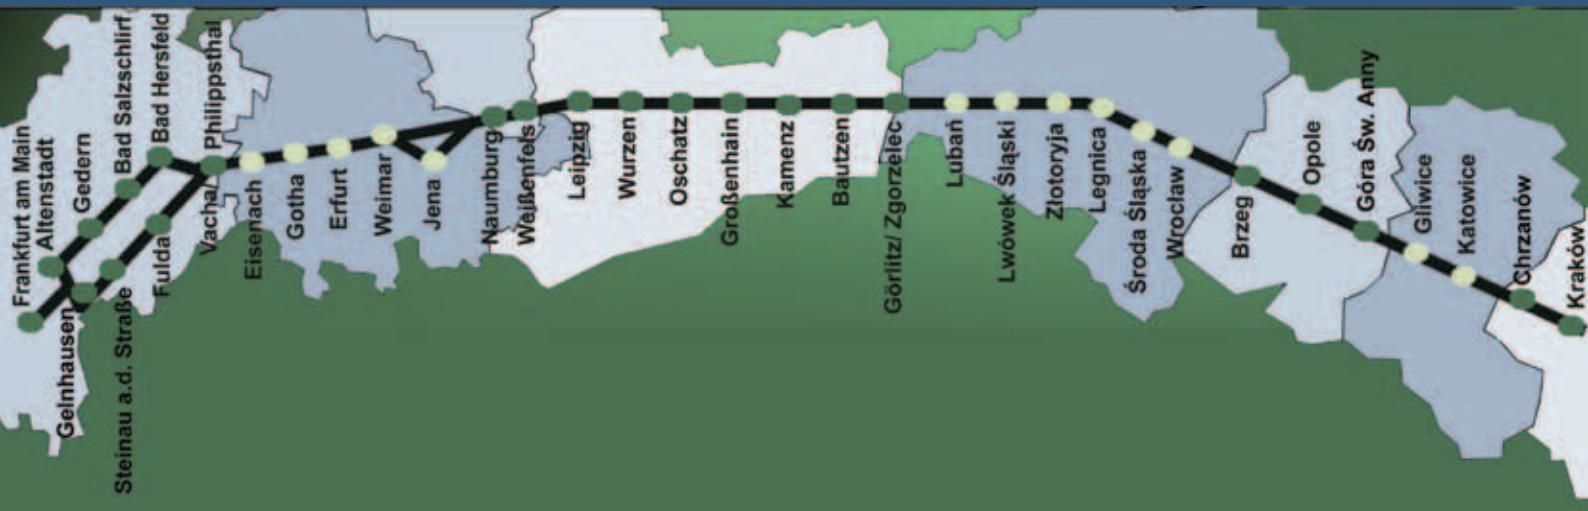 Frankfurt am Main
Altenstadt
Gedern
Bad Salzschlirf
Bad Hersfeld
Philippsthal
Gelnhausen
Steinau a.d. Straße
Fulda
Vacha
Eisenach
Gotha
Erfurt
Weimar
Jena
Naumburg
Weißenfels
Leipzig
Wurzen
Oschatz
Großenhain
Kamenz
Bautzen
Görlitz/ Zgorzelec
Lubań
Lwówek Śląski
Złotoryja
Legnica
Środa Śląska
Wrocław
Brzeg
Opole
Góra Św. Anny
Gliwice
Katowice
Chrzanów
Kraków